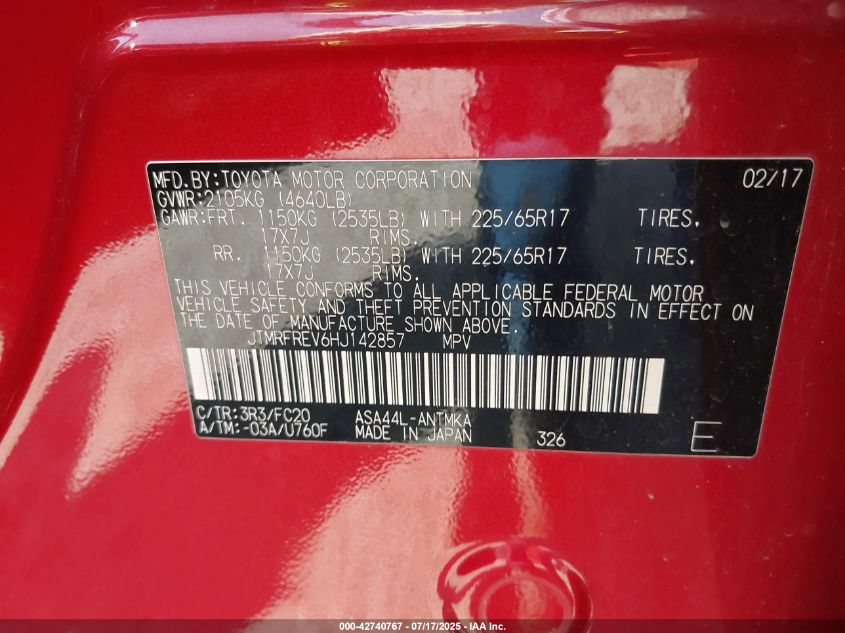 MFD.BY:TOYOTA MOTOR CORPORATION 02/17
GVWR:2105KG (4640LB)
GAWR:FRT. 1150KG (2535LB) WITH 225/65R17 TIRES,
17X7J RIMS.
RR. 1150KG (2535LB) WITH 225/65R17 TIRES,
17X7J RIMS.
THIS VEHICLE CONFORMS TO ALL APPLICABLE FEDERAL MOTOR
VEHICLE SAFETY AND THEFT PREVENTION STANDARDS IN EFFECT ON
THE DATE OF MANUFACTURE SHOWN ABOVE.
JTMRFREV6HJ142857 MPV
C/TR:3R3/FC20 ASA44L-ANTMKA
A/TM:-03A/U760F MADE IN JAPAN 326 E
000-42740767 - 07/17/2025 - IAA Inc.